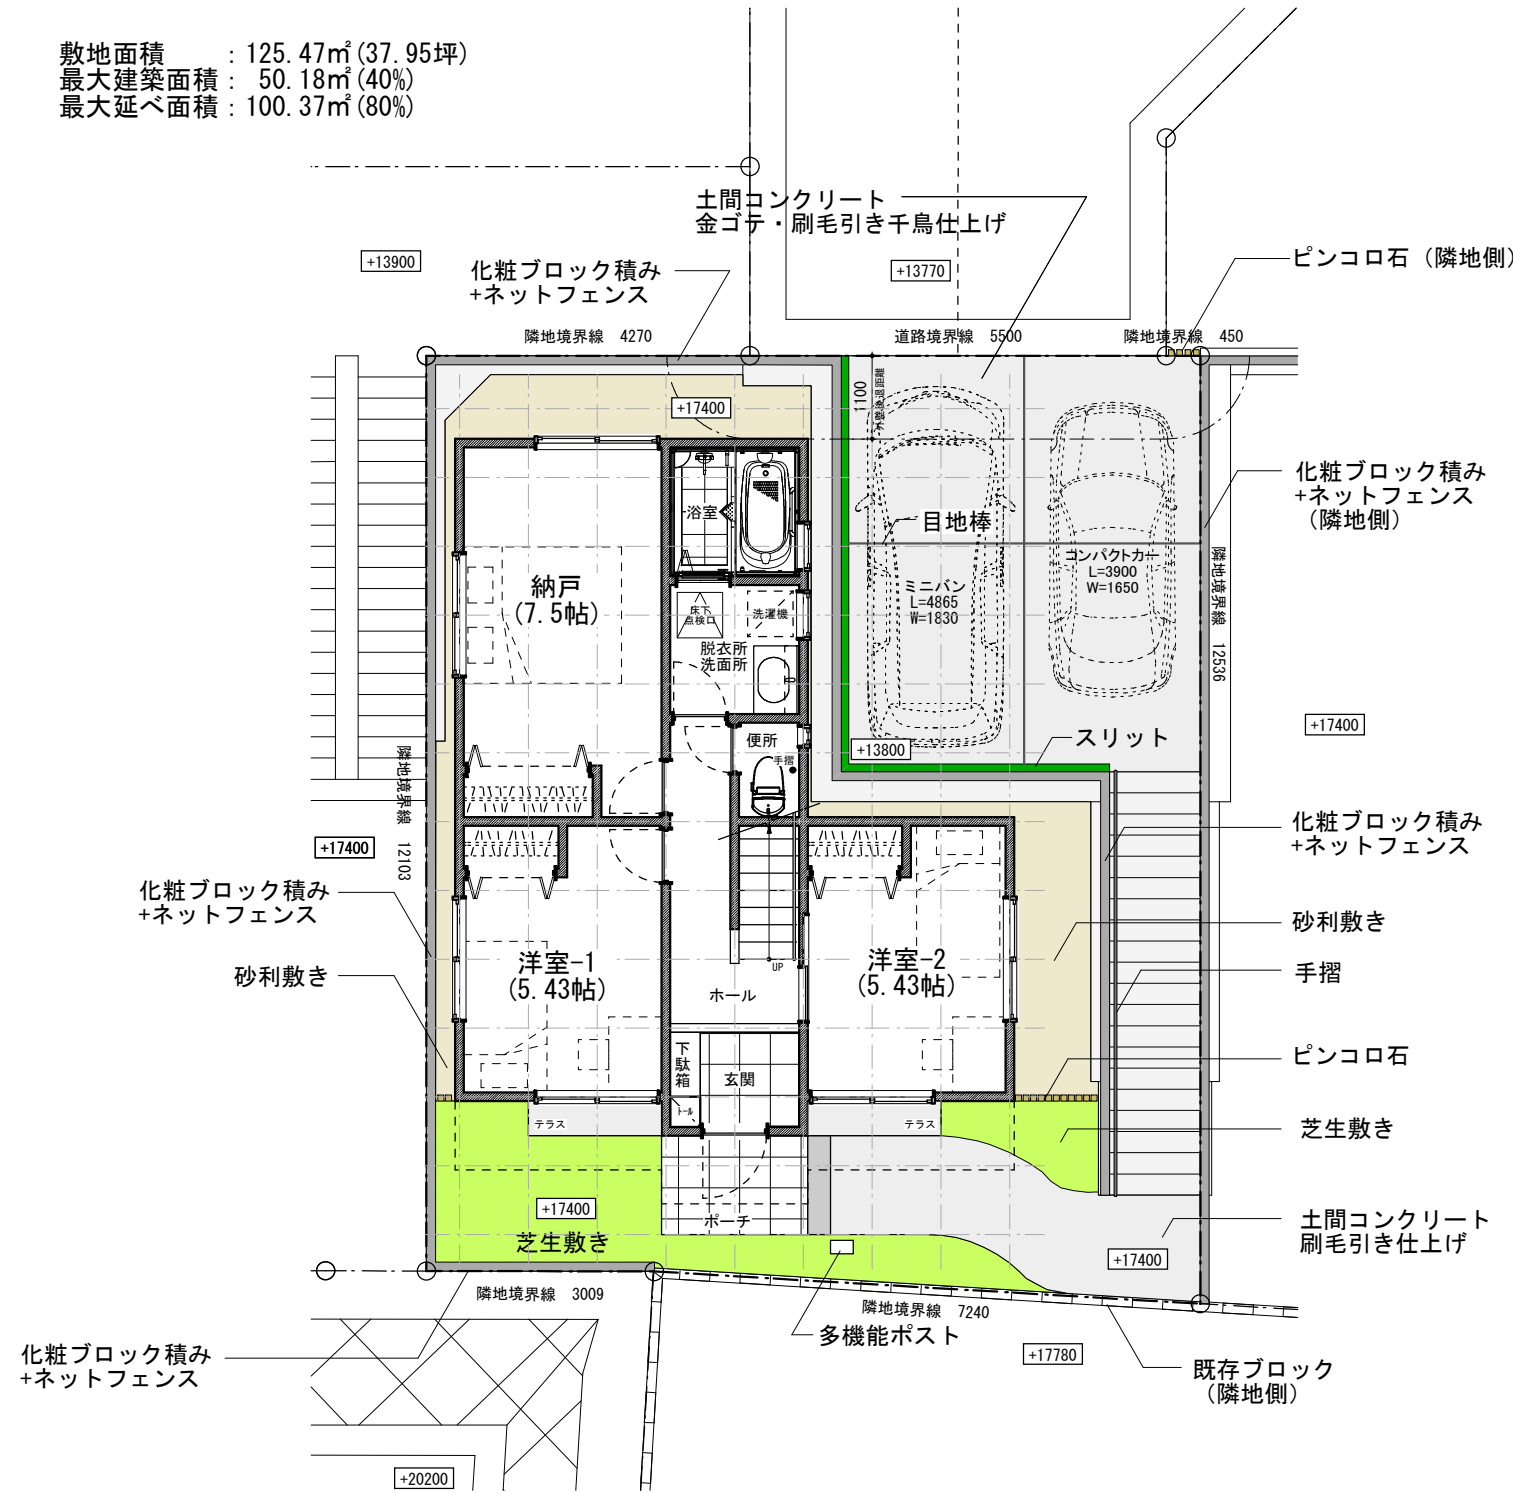 敷地面積　　　: 125.47㎡(37.95坪)
最大建築面積 : 50.18㎡(40%)
最大延べ面積 : 100.37㎡(80%)
土間コンクリート
金ゴテ・刷毛引き千鳥仕上げ
+13900
化粧ブロック積み
+ネットフェンス
+13770
ピンコロ石（隣地側）
隣地境界線　4270
道路境界線　5500
隣地境界線　450
+17400
1100
外壁後退距離
化粧ブロック積み
+ネットフェンス
（隣地側）
浴室
目地棒
コンパクトカー
L=3900
W=1650
隣地境界線　12536
納戸
(7.5帖)
ミニバン
L=4865
W=1830
床下
点検口
洗濯機
脱衣所
洗面所
+17400
便所
+13800
スリット
手摺
隣地境界線　12103
+17400
化粧ブロック積み
+ネットフェンス
化粧ブロック積み
+ネットフェンス
砂利敷き
洋室-1
(5.43帖)
UP
洋室-2
(5.43帖)
砂利敷き
手摺
ホール
下駄箱
玄関
ピンコロ石
トール
テラス
テラス
芝生敷き
+17400
ポーチ
芝生敷き
土間コンクリート
刷毛引き仕上げ
+17400
隣地境界線　3009
隣地境界線　7240
多機能ポスト
化粧ブロック積み
+ネットフェンス
+17780
既存ブロック
（隣地側）
+20200